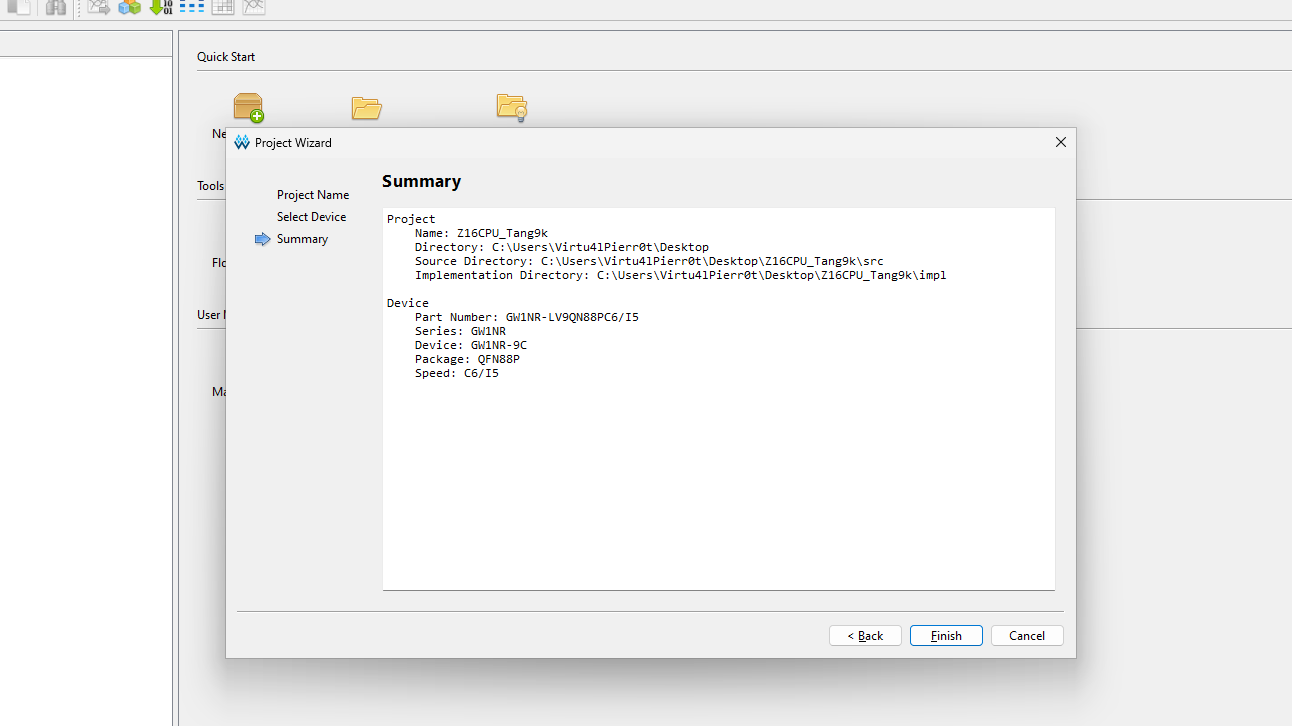 Quick Start
Ne
Tools
Flo
User M
Ma
Project Wizard
Project Name
Select Device
Summary
Summary
Project
Name: Z16CPU_Tang9k
Directory: C:\Users\Virtu4lPierr0t\Desktop
Source Directory: C:\Users\Virtu4lPierr0t\Desktop\Z16CPU_Tang9k\src
Implementation Directory: C:\Users\Virtu4lPierr0t\Desktop\Z16CPU_Tang9k\impl
Device
Part Number: GW1NR-LV9QN88PC6/I5
Series: GW1NR
Device: GW1NR-9C
Package: QFN88P
Speed: C6/I5
< Back
Finish
Cancel